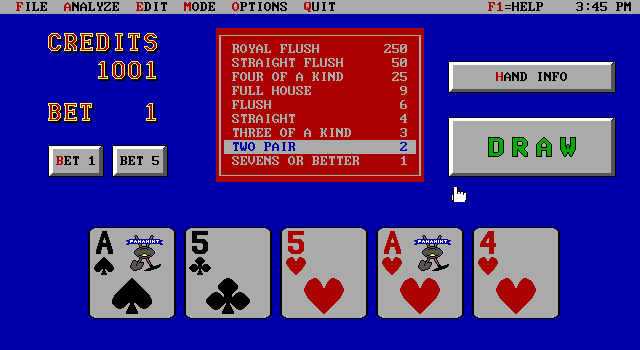 FILE ANALYZE EDIT MODE OPTIONS QUIT F1=HELP 3:45 PM
CREDITS
1001
BET 1
BET 1 BET 5
ROYAL FLUSH 250
STRAIGHT FLUSH 50
FOUR OF A KIND 25
FULL HOUSE 9
FLUSH 6
STRAIGHT 4
THREE OF A KIND 3
TWO PAIR 2
SEVENS OR BETTER 1
HAND INFO
DRAW
A PANAMINT
5
5
A PANAMINT
4